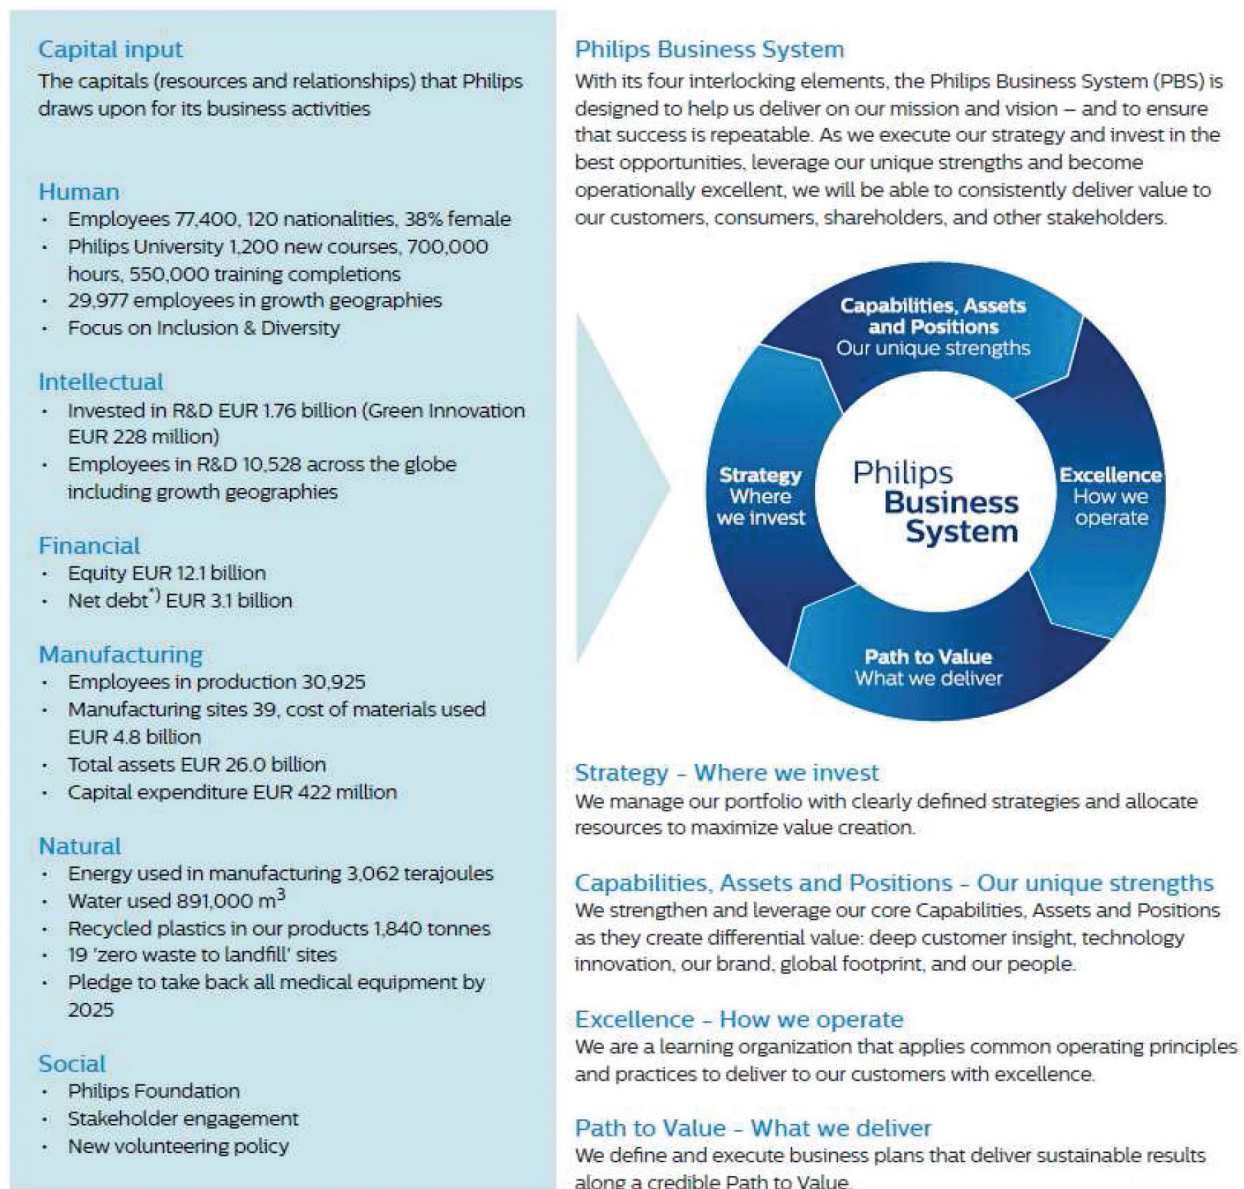 Capital input
The capitals (resources and relationships) that Philips
draws upon for its business activities
Human
· Employees 77,400, 120 nationalities, 38% female
· Philips University 1,200 new courses, 700,000
hours, 550,000 training completions
· 29,977 employees in growth geographies
· Focus on Inclusion & Diversity
Intellectual
· Invested in R&D EUR 1.76 billion (Green Innovation
EUR 228 million)
· Employees in R&D 10,528 across the globe
including growth geographies
Financial
· Equity EUR 12.1 billion
· Net debt*) EUR 3.1 billion
Manufacturing
· Employees in production 30,925
· Manufacturing sites 39, cost of materials used
EUR 4.8 billion
· Total assets EUR 26.0 billion
· Capital expenditure EUR 422 million
Natural
· Energy used in manufacturing 3,062 terajoules
· Water used 891,000 m3
· Recycled plastics in our products 1,840 tonnes
· 19 'zero waste to landfill' sites
· Pledge to take back all medical equipment by
2025
Social
· Philips Foundation
· Stakeholder engagement
· New volunteering policy
Philips Business System
With its four interlocking elements, the Philips Business System (PBS) is
designed to help us deliver on our mission and vision – and to ensure
that success is repeatable. As we execute our strategy and invest in the
best opportunities, leverage our unique strengths and become
operationally excellent, we will be able to consistently deliver value to
our customers, consumers, shareholders, and other stakeholders.
Capabilities, Assets
and Positions
Our unique strengths
Strategy
Where
we invest
Philips
Business
System
Excellence
How we
operate
Path to Value
What we deliver
Strategy - Where we invest
We manage our portfolio with clearly defined strategies and allocate
resources to maximize value creation.
Capabilities, Assets and Positions - Our unique strengths
We strengthen and leverage our core Capabilities, Assets and Positions
as they create differential value: deep customer insight, technology
innovation, our brand, global footprint, and our people.
Excellence - How we operate
We are a learning organization that applies common operating principles
and practices to deliver to our customers with excellence.
Path to Value - What we deliver
We define and execute business plans that deliver sustainable results
along a credible Path to Value.